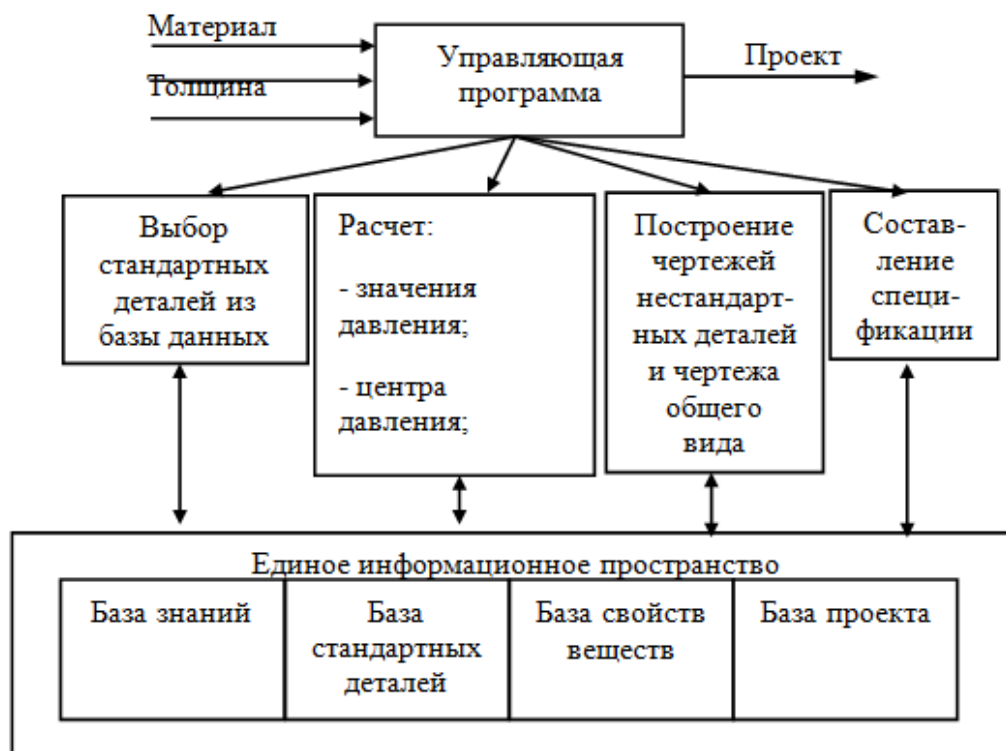 Материал
Толщина
Управляющая
программа
Проект
Выбор
стандартных
деталей из
базы данных
Расчет:
- значения
давления;
- центра
давления;
Построение
чертежей
нестандарт-
ных деталей
и чертежа
общего
вида
Состав-
ление
специ-
фикации
Единое информационное пространство
База знаний
База
стандартных
деталей
База свойств
веществ
База проекта